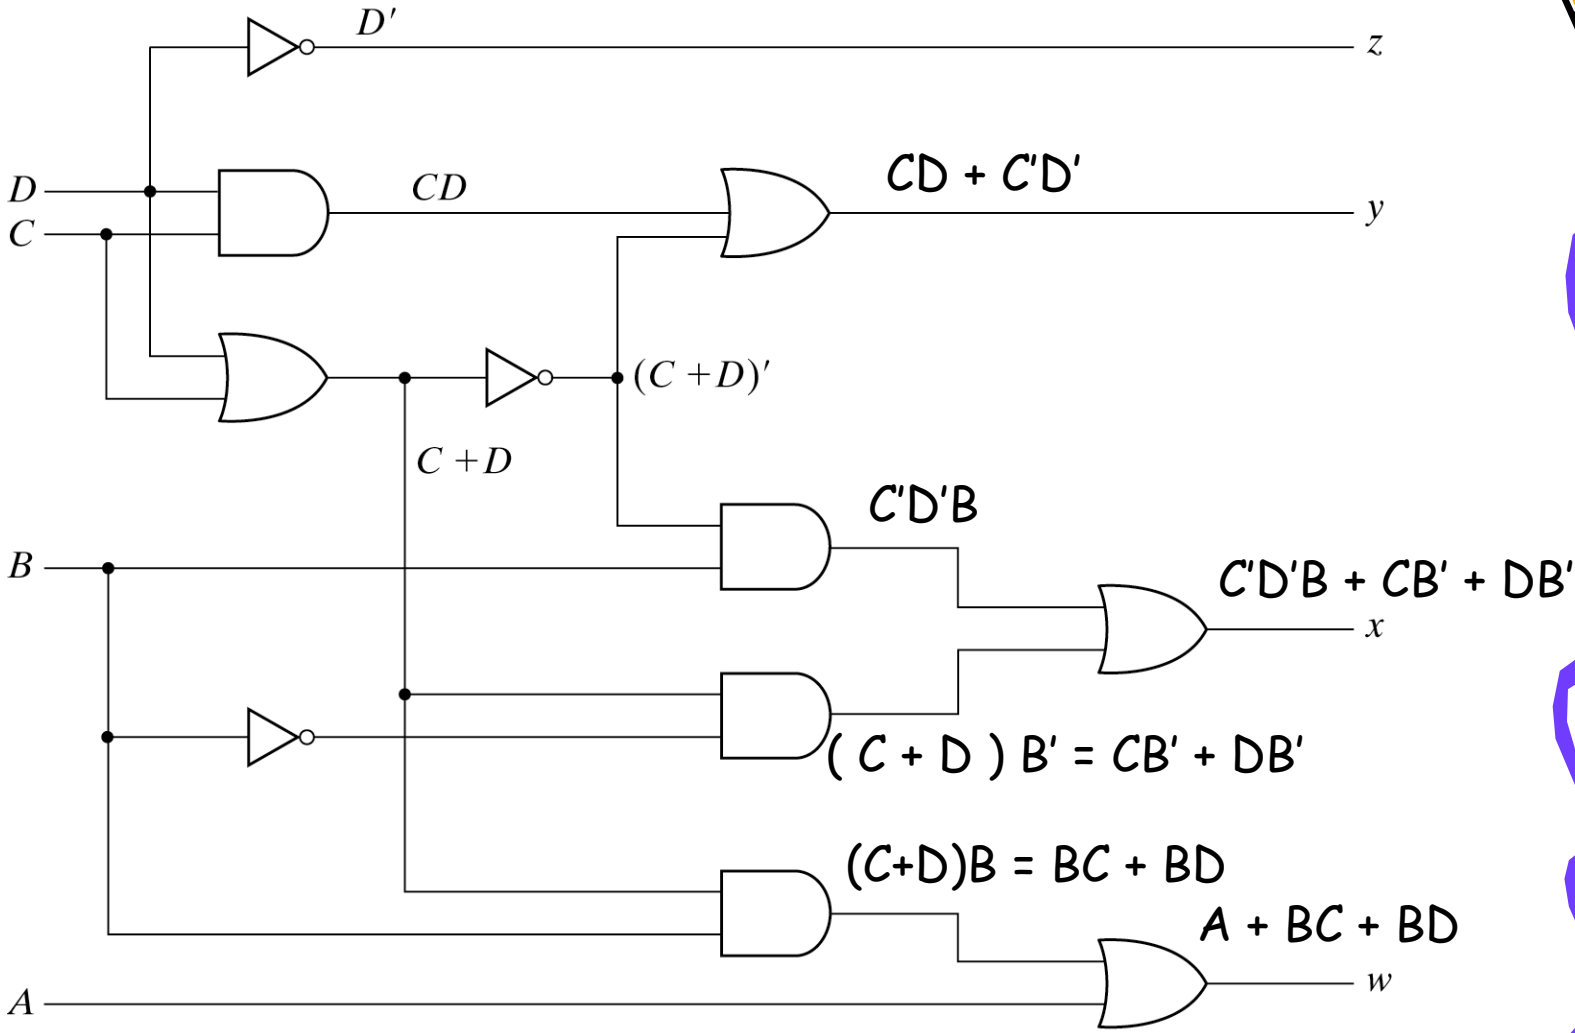 D′
z
D
C
CD
CD + C'D'
y
(C +D)′
C +D
C'D'B
B
C'D'B + CB' + DB'
x
( C + D ) B' = CB' + DB'
(C+D)B = BC + BD
A + BC + BD
w
A